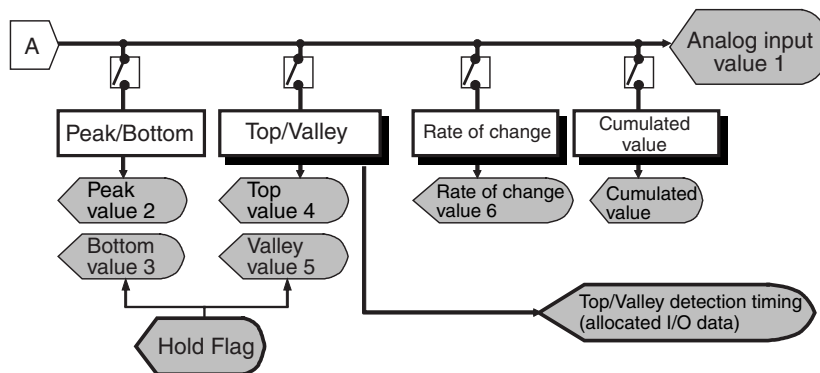 A
Analog input
value 1
Peak/Bottom
Top/Valley
Rate of change
Cumulated
value
Peak
value 2
Top
value 4
Rate of change
value 6
Cumulated
value
Bottom
value 3
Valley
value 5
Top/Valley detection timing
(allocated I/O data)
Hold Flag